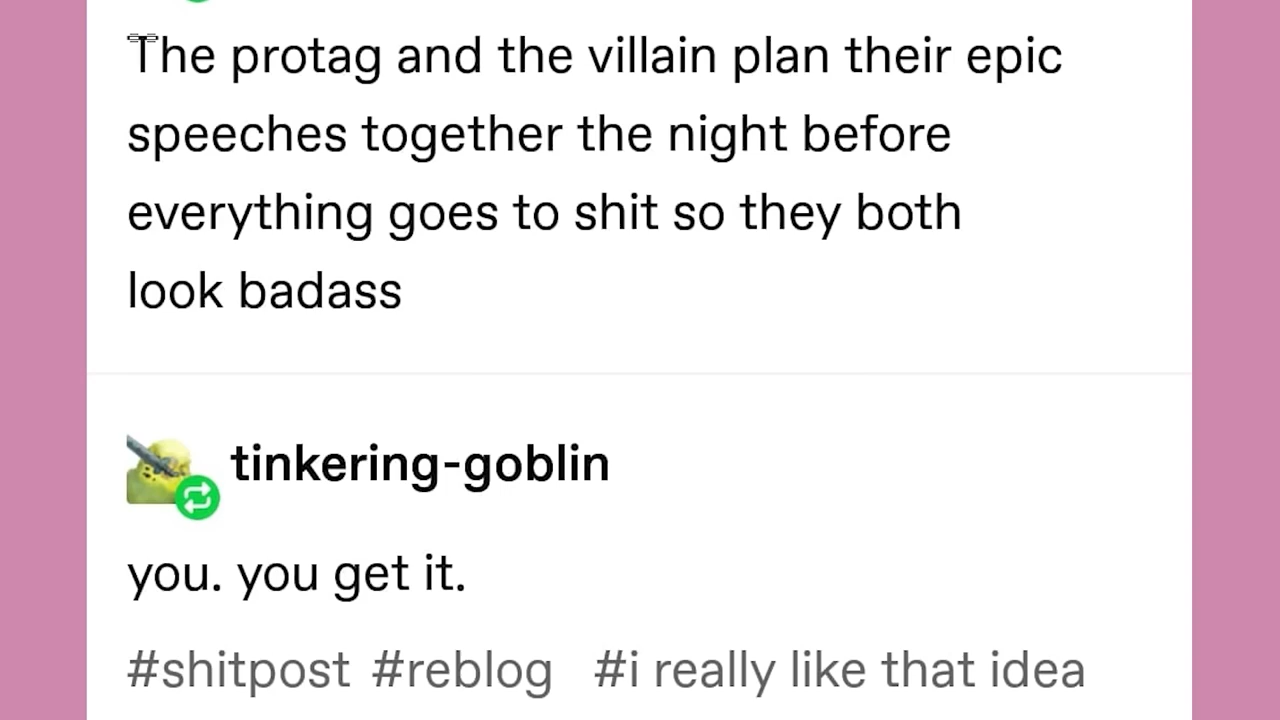 The protag and the villain plan their epic
speeches together the night before
everything goes to shit so they both
look badass
tinkering-goblin
you. you get it.
#shitpost #reblog #i really like that idea